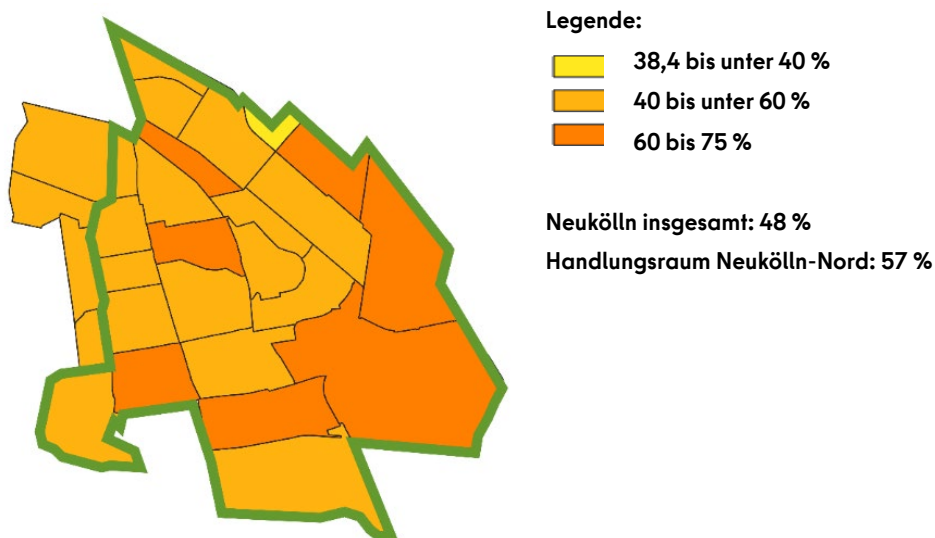 Legende:
38,4 bis unter 40 %
40 bis unter 60 %
60 bis 75 %
Neukölln insgesamt: 48 %
Handlungsraum Neukölln-Nord: 57 %